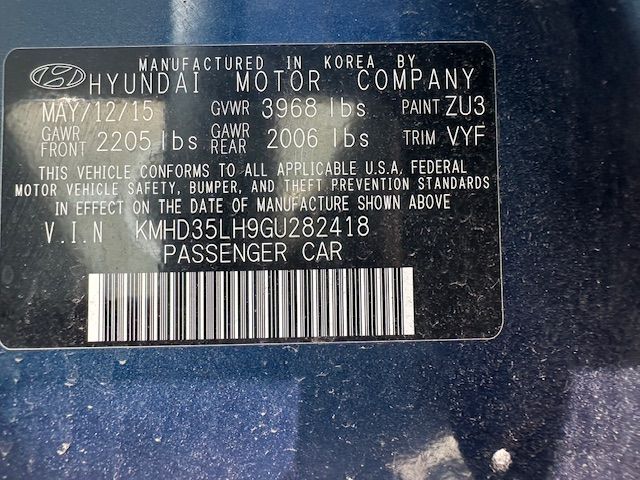 MANUFACTURED IN KOREA BY
HYUNDAI MOTOR COMPANY
MAY/12/15 GVWR 3968 lbs PAINT ZU3
GAWR FRONT 2205 lbs GAWR REAR 2006 lbs TRIM VYF
THIS VEHICLE CONFORMS TO ALL APPLICABLE U.S.A. FEDERAL
MOTOR VEHICLE SAFETY, BUMPER, AND THEFT PREVENTION STANDARDS
IN EFFECT ON THE DATE OF MANUFACTURE SHOWN ABOVE
V.I.N KMHD35LH9GU282418
PASSENGER CAR